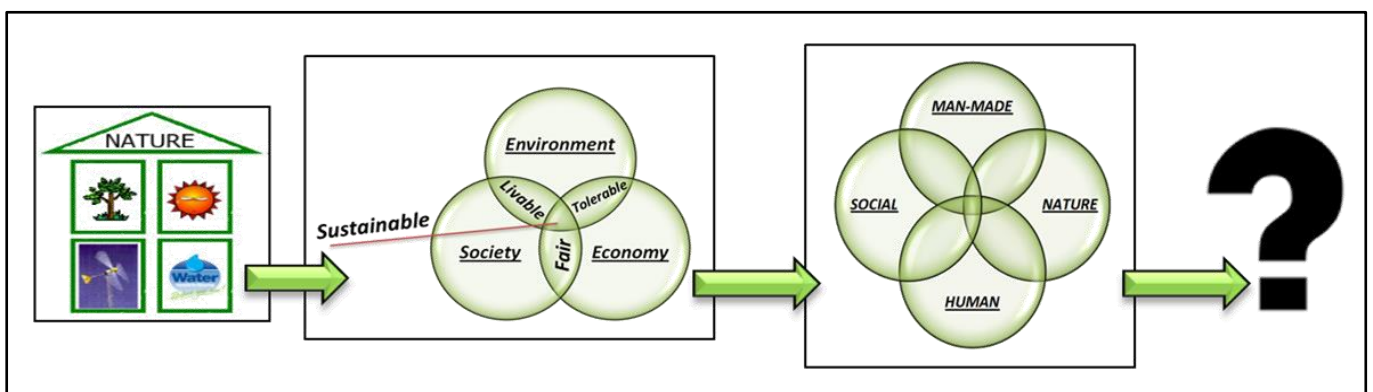 NATURE
Water
Sustainable
Environment
Livable
Tolerable
Society
Fair
Economy
MAN-MADE
SOCIAL
NATURE
HUMAN
?